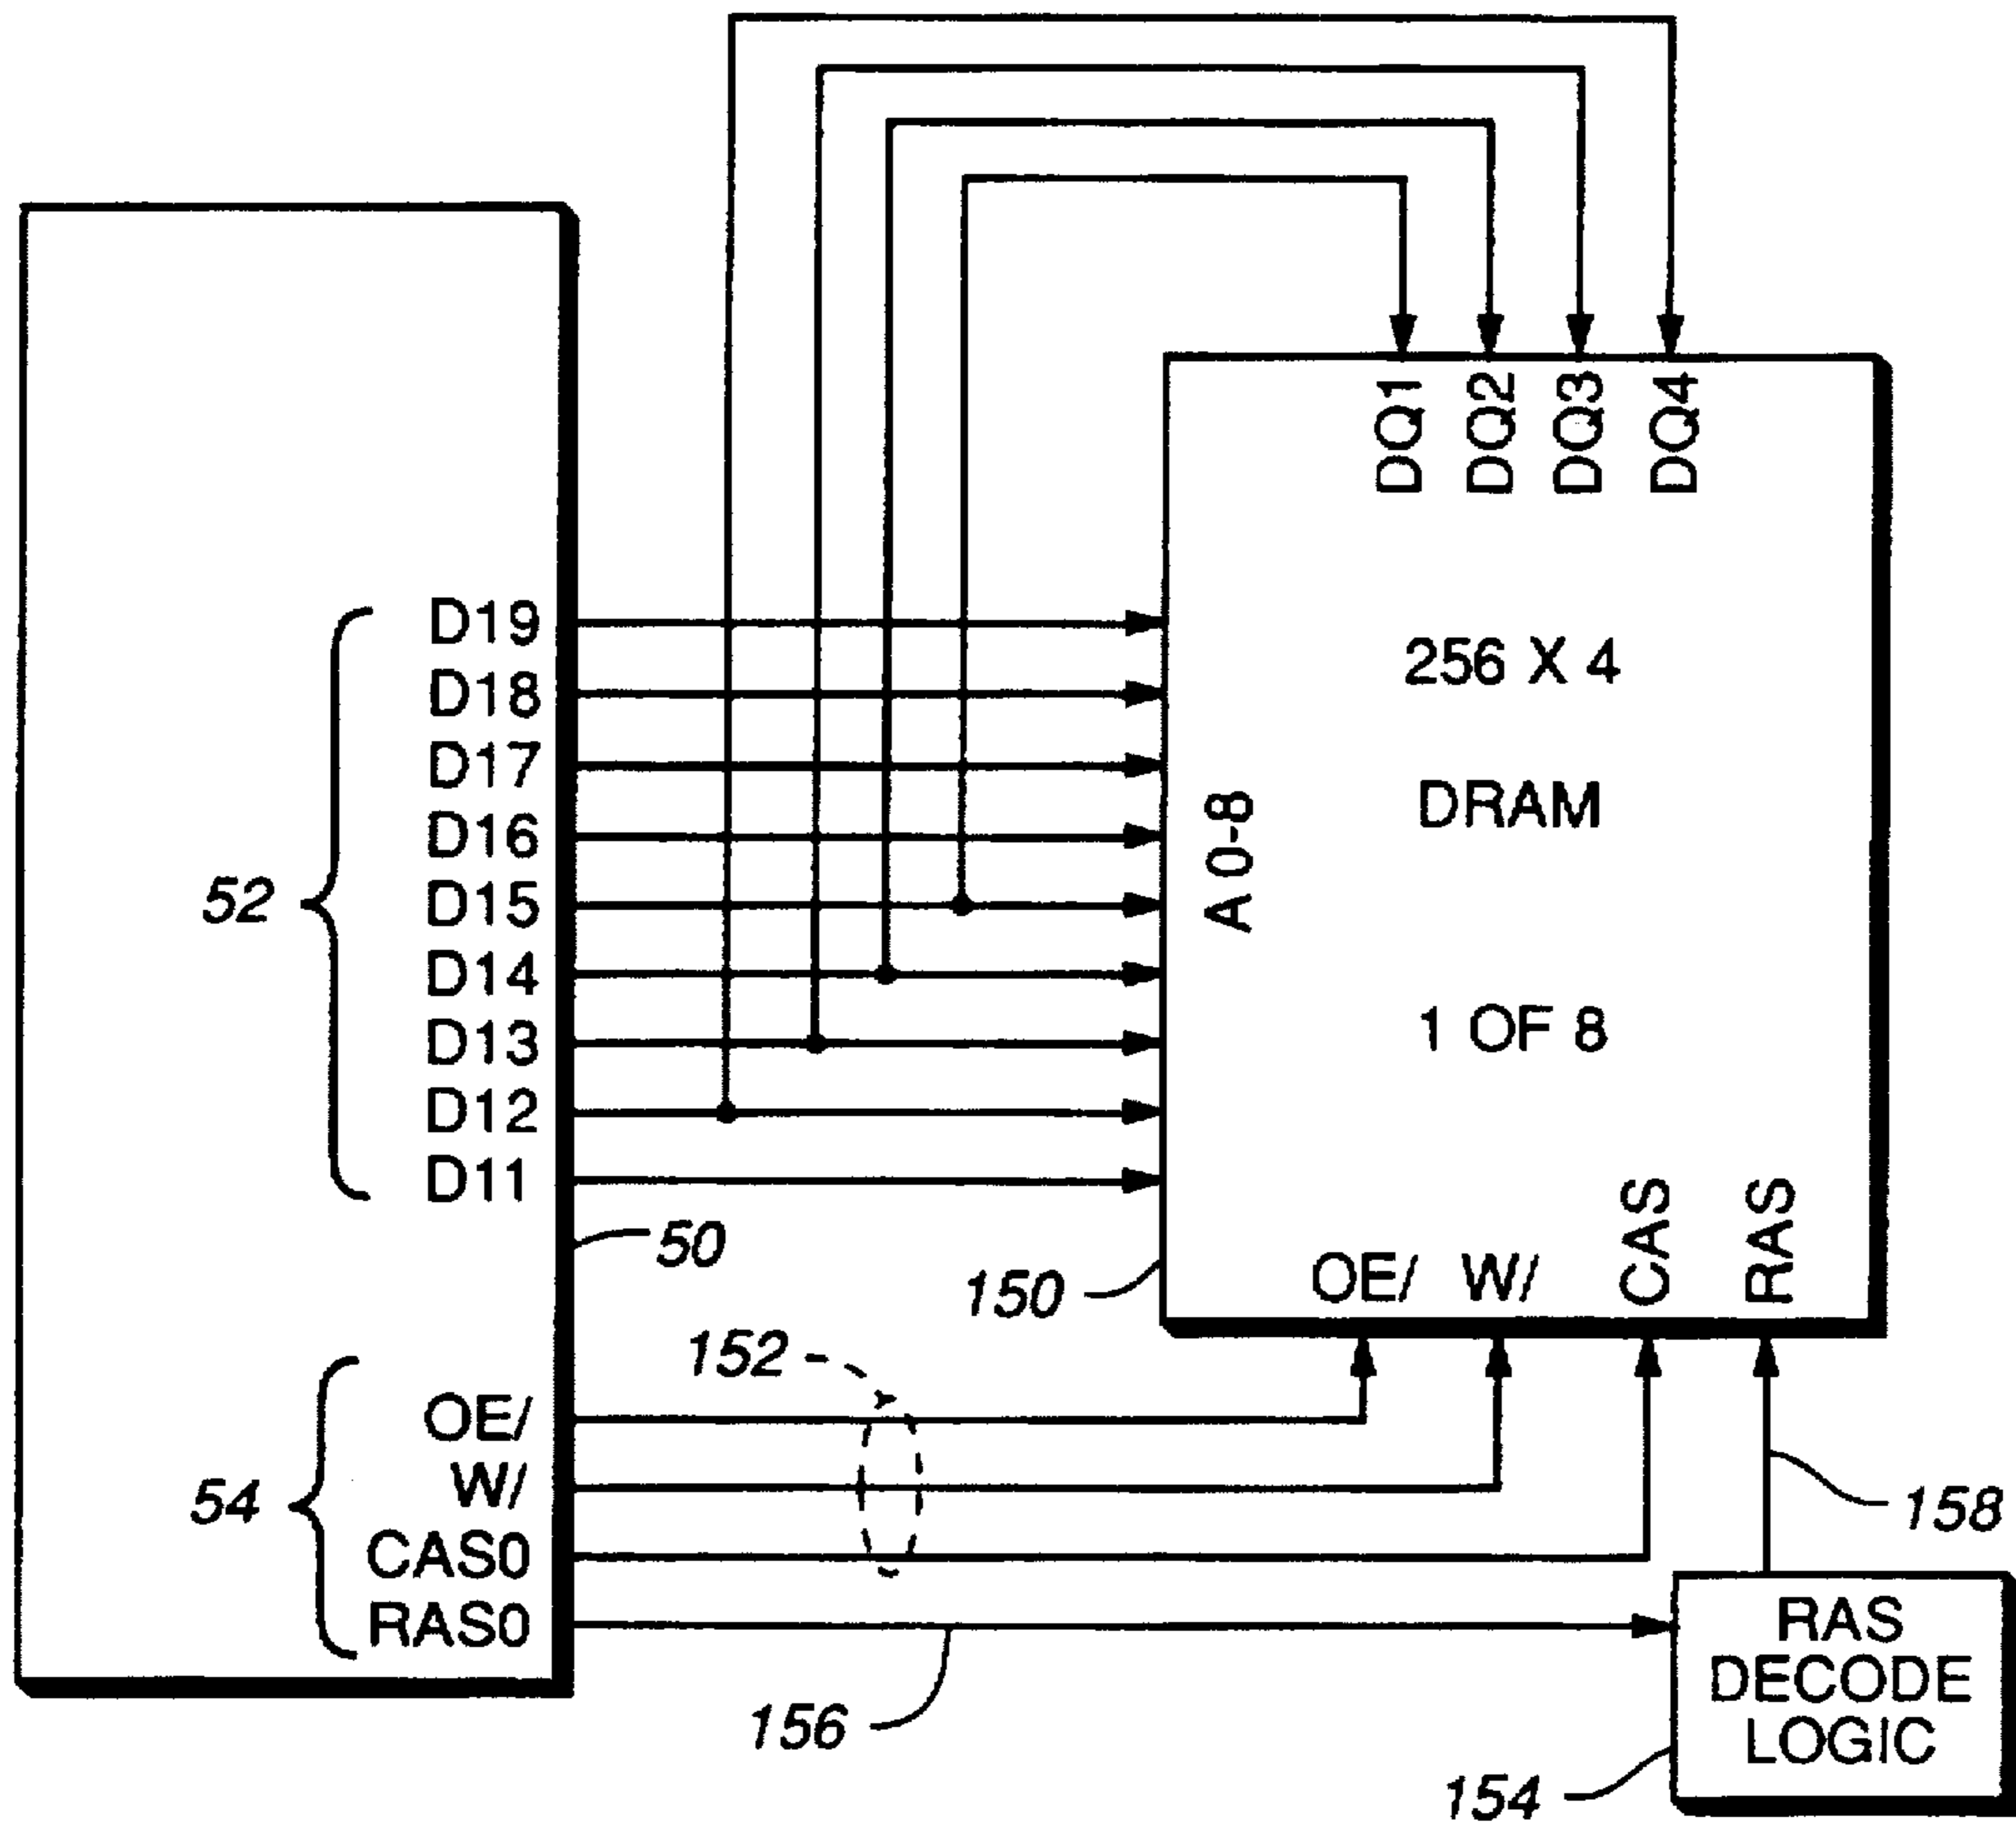 DQ1
DQ2
DQ3
DQ4
D19
D18
D17
D16
D15
D14
D13
D12
D11
52
A 0-8
256 X 4
DRAM
1 OF 8
50
150
OE/
W/
CAS
RAS
152
54
OE/
W/
CAS0
RAS0
158
156
RAS
DECODE
LOGIC
154